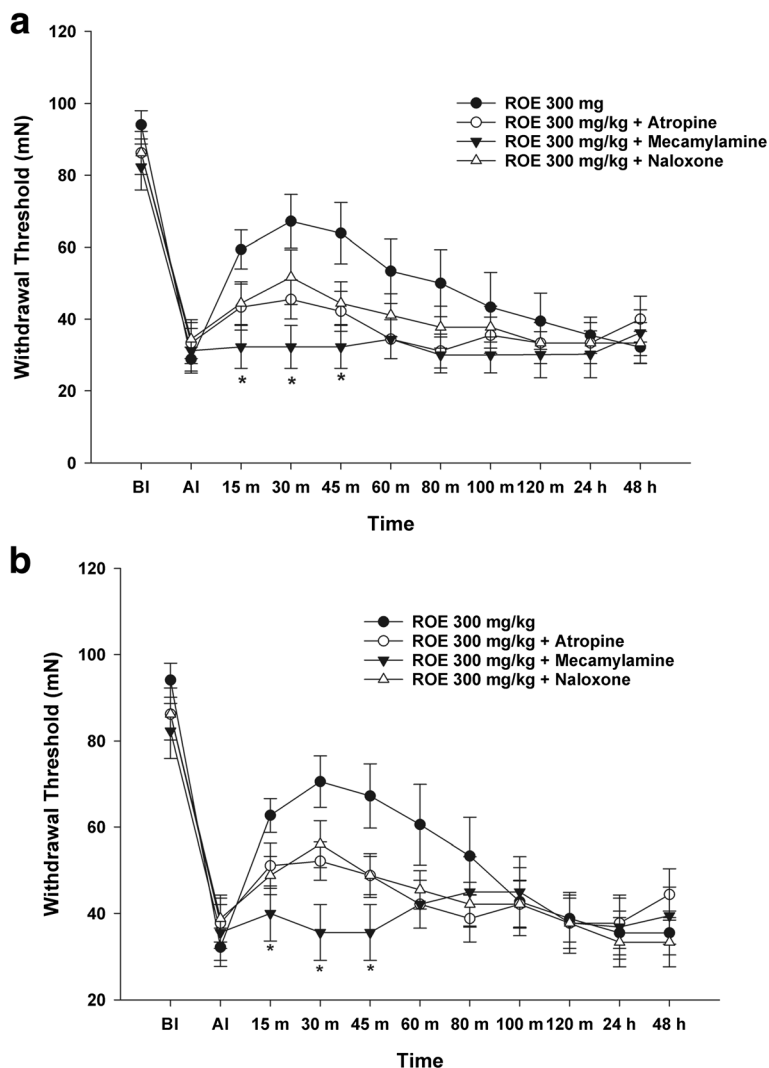 a
120
100
80
60
40
20
0
Withdrawal Threshold (mN)
ROE 300 mg
ROE 300 mg/kg + Atropine
ROE 300 mg/kg + Mecamylamine
ROE 300 mg/kg + Naloxone
* * *
BI AI 15 m 30 m 45 m 60 m 80 m 100 m 120 m 24 h 48 h
Time
b
120
100
80
60
40
20
Withdrawal Threshold (mN)
ROE 300 mg/kg
ROE 300 mg/kg + Atropine
ROE 300 mg/kg + Mecamylamine
ROE 300 mg/kg + Naloxone
* * *
BI AI 15 m 30 m 45 m 60 m 80 m 100 m 120 m 24 h 48 h
Time